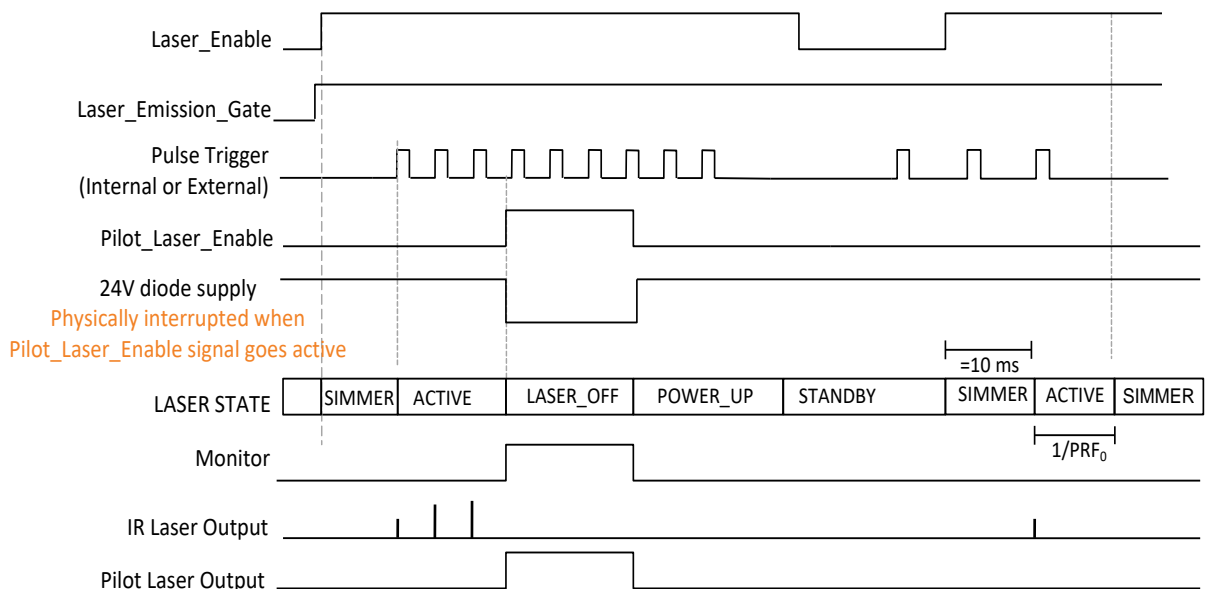 Laser_Enable
Laser_Emission_Gate
Pulse Trigger
(Internal or External)
Pilot_Laser_Enable
24V diode supply
Physically interrupted when
Pilot_Laser_Enable signal goes active
=10 ms
LASER STATE SIMMER ACTIVE LASER_OFF POWER_UP STANDBY SIMMER ACTIVE SIMMER
1/PRF₀
Monitor
IR Laser Output
Pilot Laser Output